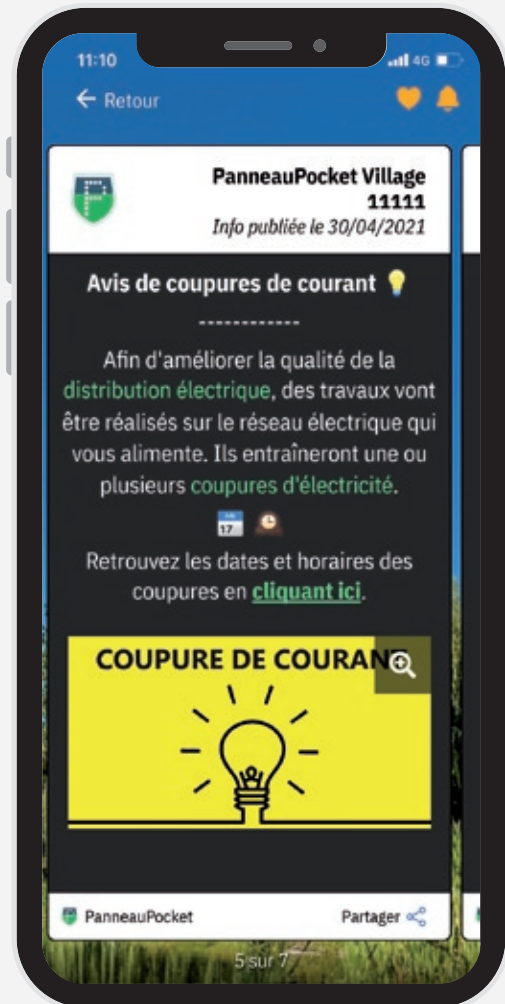 11:10
4G
← Retour
PanneauPocket Village
11111
Info publiée le 30/04/2021
Avis de coupures de courant 💡
------------
Afin d'améliorer la qualité de la
distribution électrique, des travaux vont
être réalisés sur le réseau électrique qui
vous alimente. Ils entraîneront une ou
plusieurs coupures d'électricité.
17
Retrouvez les dates et horaires des
coupures en cliquant ici.
COUPURE DE COURANT
PanneauPocket
Partager
5 sur 7